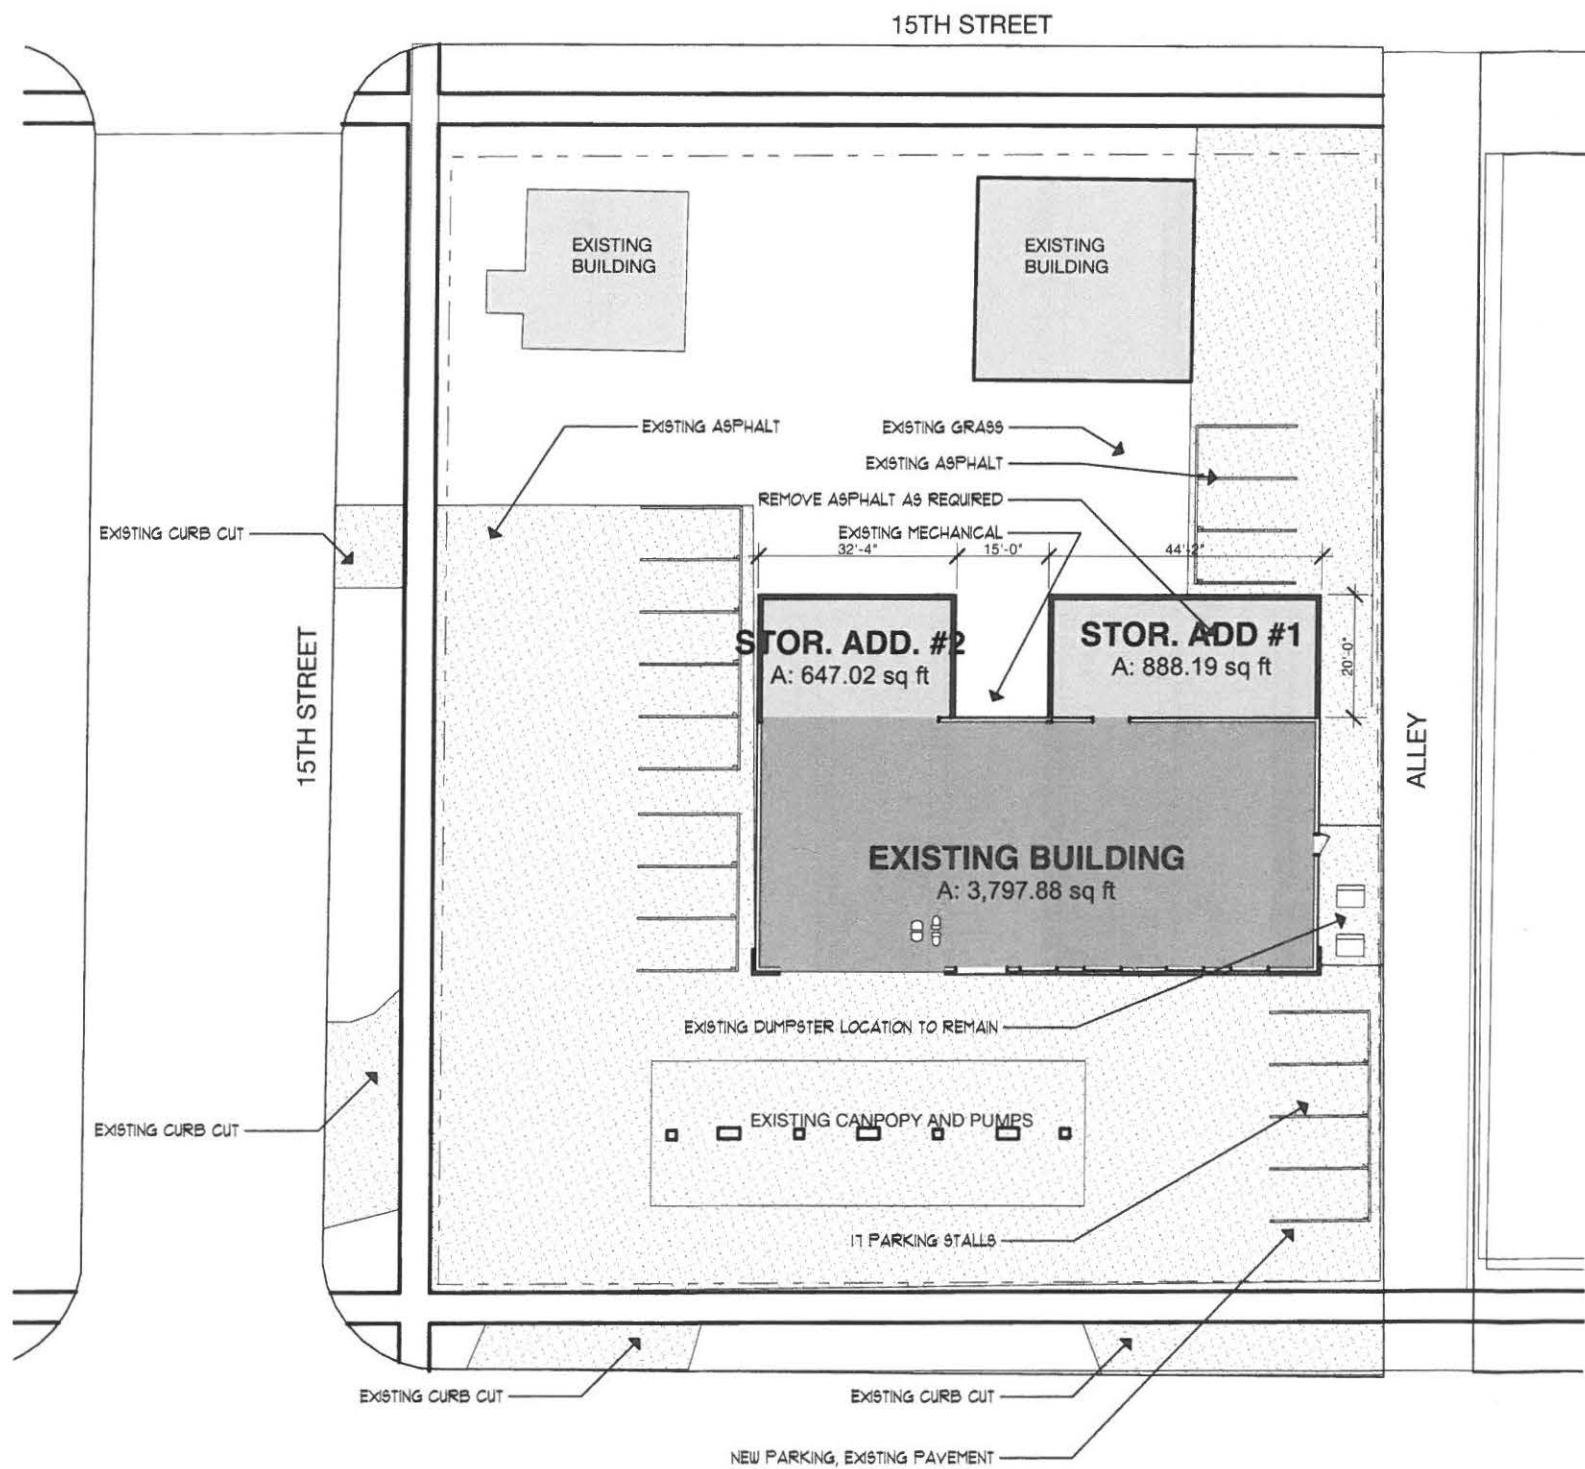 15TH STREET
EXISTING
BUILDING
EXISTING
BUILDING
EXISTING ASPHALT
EXISTING GRASS
EXISTING ASPHALT
REMOVE ASPHALT AS REQUIRED
EXISTING MECHANICAL
EXISTING CURB CUT
32'-4"
15'-0"
44'-2"
STOR. ADD. #2
A: 647.02 sq ft
STOR. ADD #1
A: 888.19 sq ft
20'-0"
15TH STREET
ALLEY
EXISTING BUILDING
A: 3,797.88 sq ft
EXISTING DUMPSTER LOCATION TO REMAIN
EXISTING CANPOPY AND PUMPS
EXISTING CURB CUT
17 PARKING STALLS
EXISTING CURB CUT
EXISTING CURB CUT
NEW PARKING, EXISTING PAVEMENT